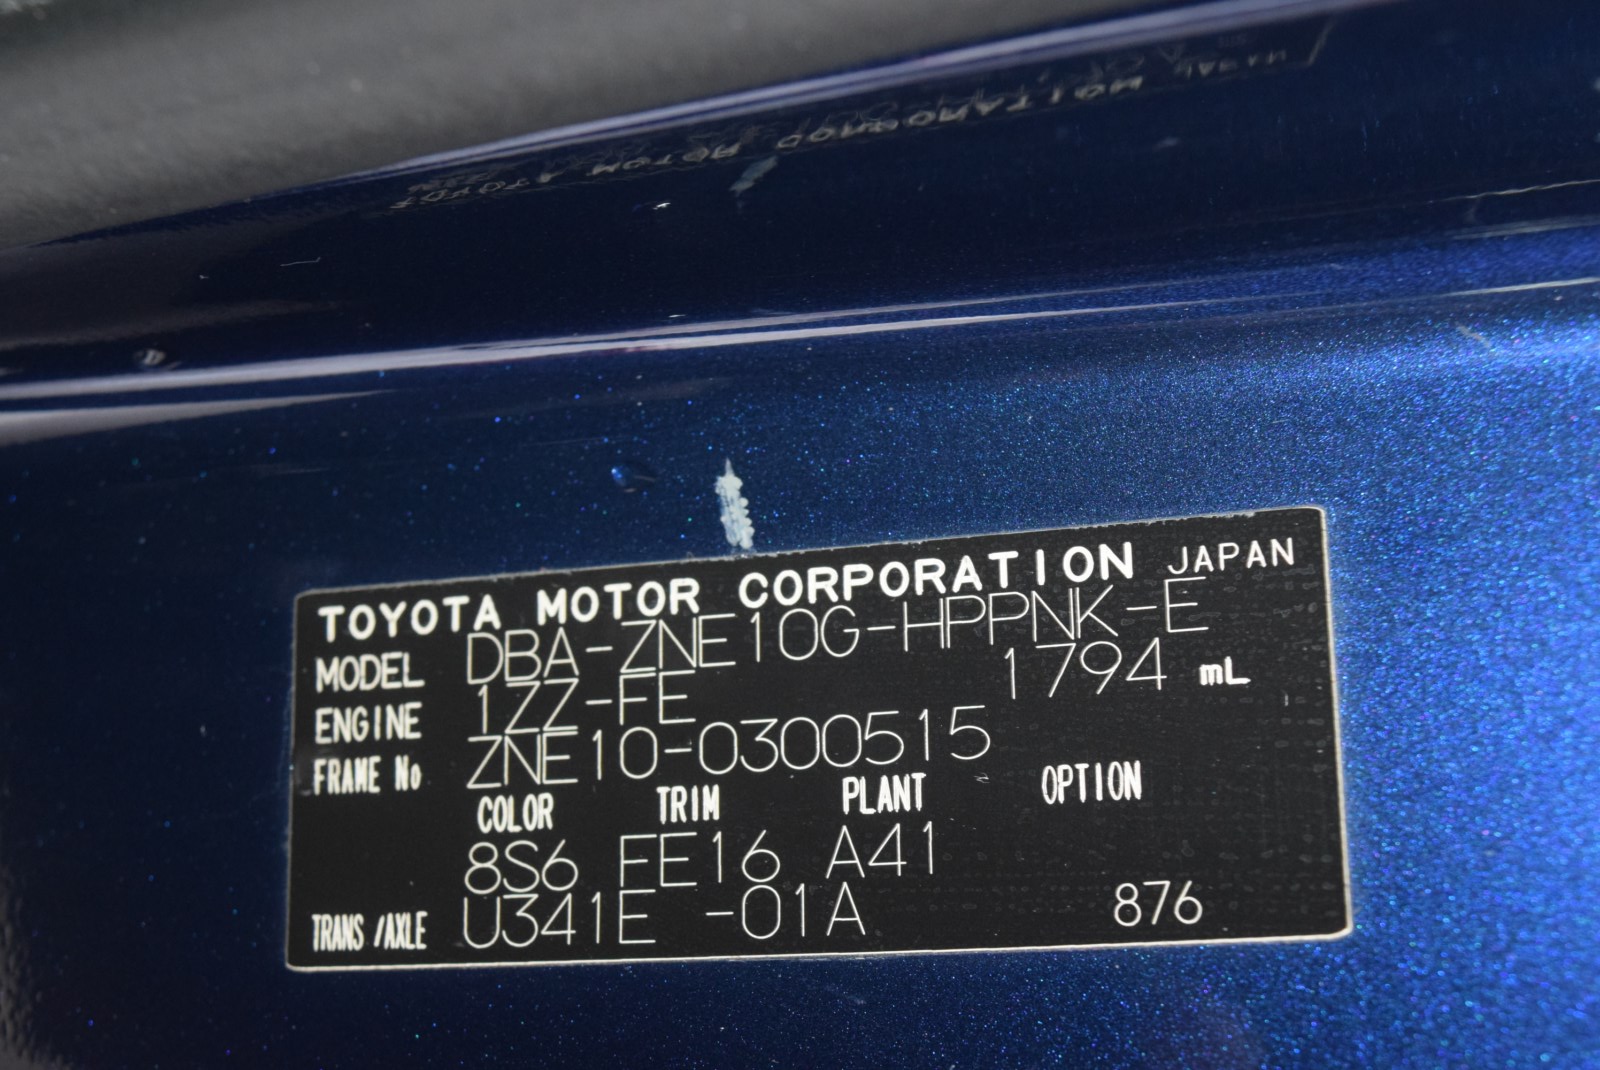 TOYOTA MOTOR CORPORATION JAPAN
MODEL DBA-ZNE10G-HPPNK-E
ENGINE 1ZZ-FE 1794 mL
FRAME No ZNE10-0300515
COLOR TRIM PLANT OPTION
8S6 FE16 A41
TRANS/AXLE U341E -01A 876